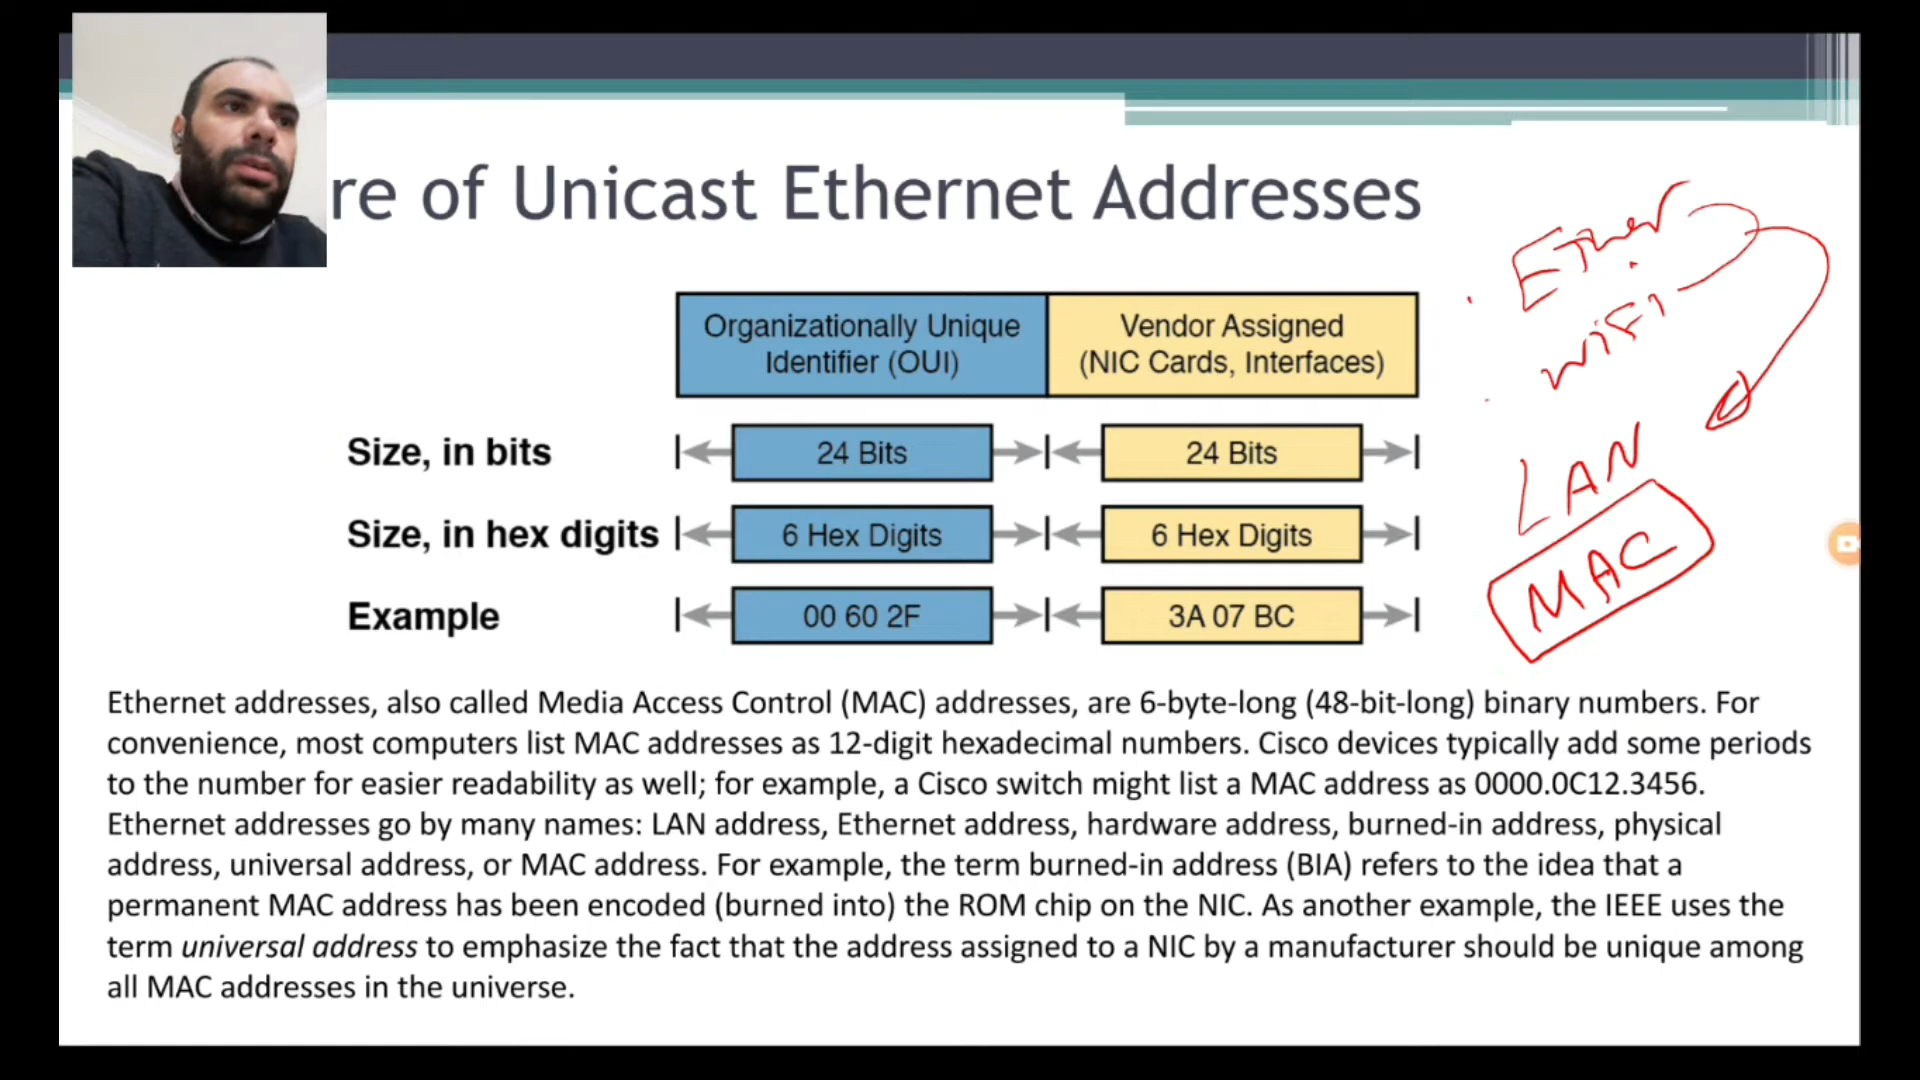 re of Unicast Ethernet Addresses
Organizationally Unique
Identifier (OUI)
Vendor Assigned
(NIC Cards, Interfaces)
Size, in bits
24 Bits
24 Bits
Size, in hex digits
6 Hex Digits
6 Hex Digits
Example
00 60 2F
3A 07 BC
Ether
WiFi
LAN
MAC
Ethernet addresses, also called Media Access Control (MAC) addresses, are 6-byte-long (48-bit-long) binary numbers. For
convenience, most computers list MAC addresses as 12-digit hexadecimal numbers. Cisco devices typically add some periods
to the number for easier readability as well; for example, a Cisco switch might list a MAC address as 0000.0C12.3456.
Ethernet addresses go by many names: LAN address, Ethernet address, hardware address, burned-in address, physical
address, universal address, or MAC address. For example, the term burned-in address (BIA) refers to the idea that a
permanent MAC address has been encoded (burned into) the ROM chip on the NIC. As another example, the IEEE uses the
term universal address to emphasize the fact that the address assigned to a NIC by a manufacturer should be unique among
all MAC addresses in the universe.